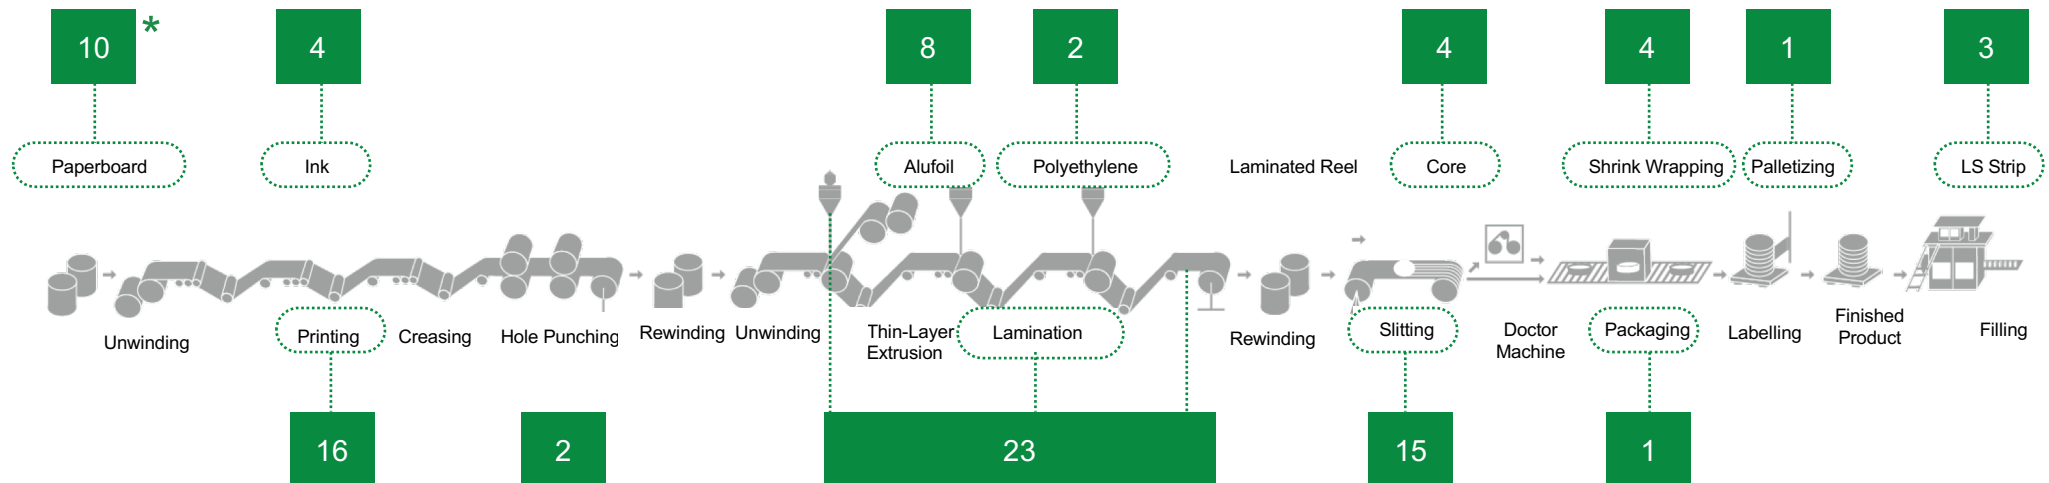 10 *
4
8
2
4
4
1
3
Paperboard
Ink
Alufoil
Polyethylene
Laminated Reel
Core
Shrink Wrapping
Palletizing
LS Strip
Unwinding
Printing
Creasing
Hole Punching
Rewinding
Unwinding
Thin-Layer
Extrusion
Lamination
Rewinding
Slitting
Doctor
Machine
Packaging
Labelling
Finished
Product
Filling
16
2
23
15
1